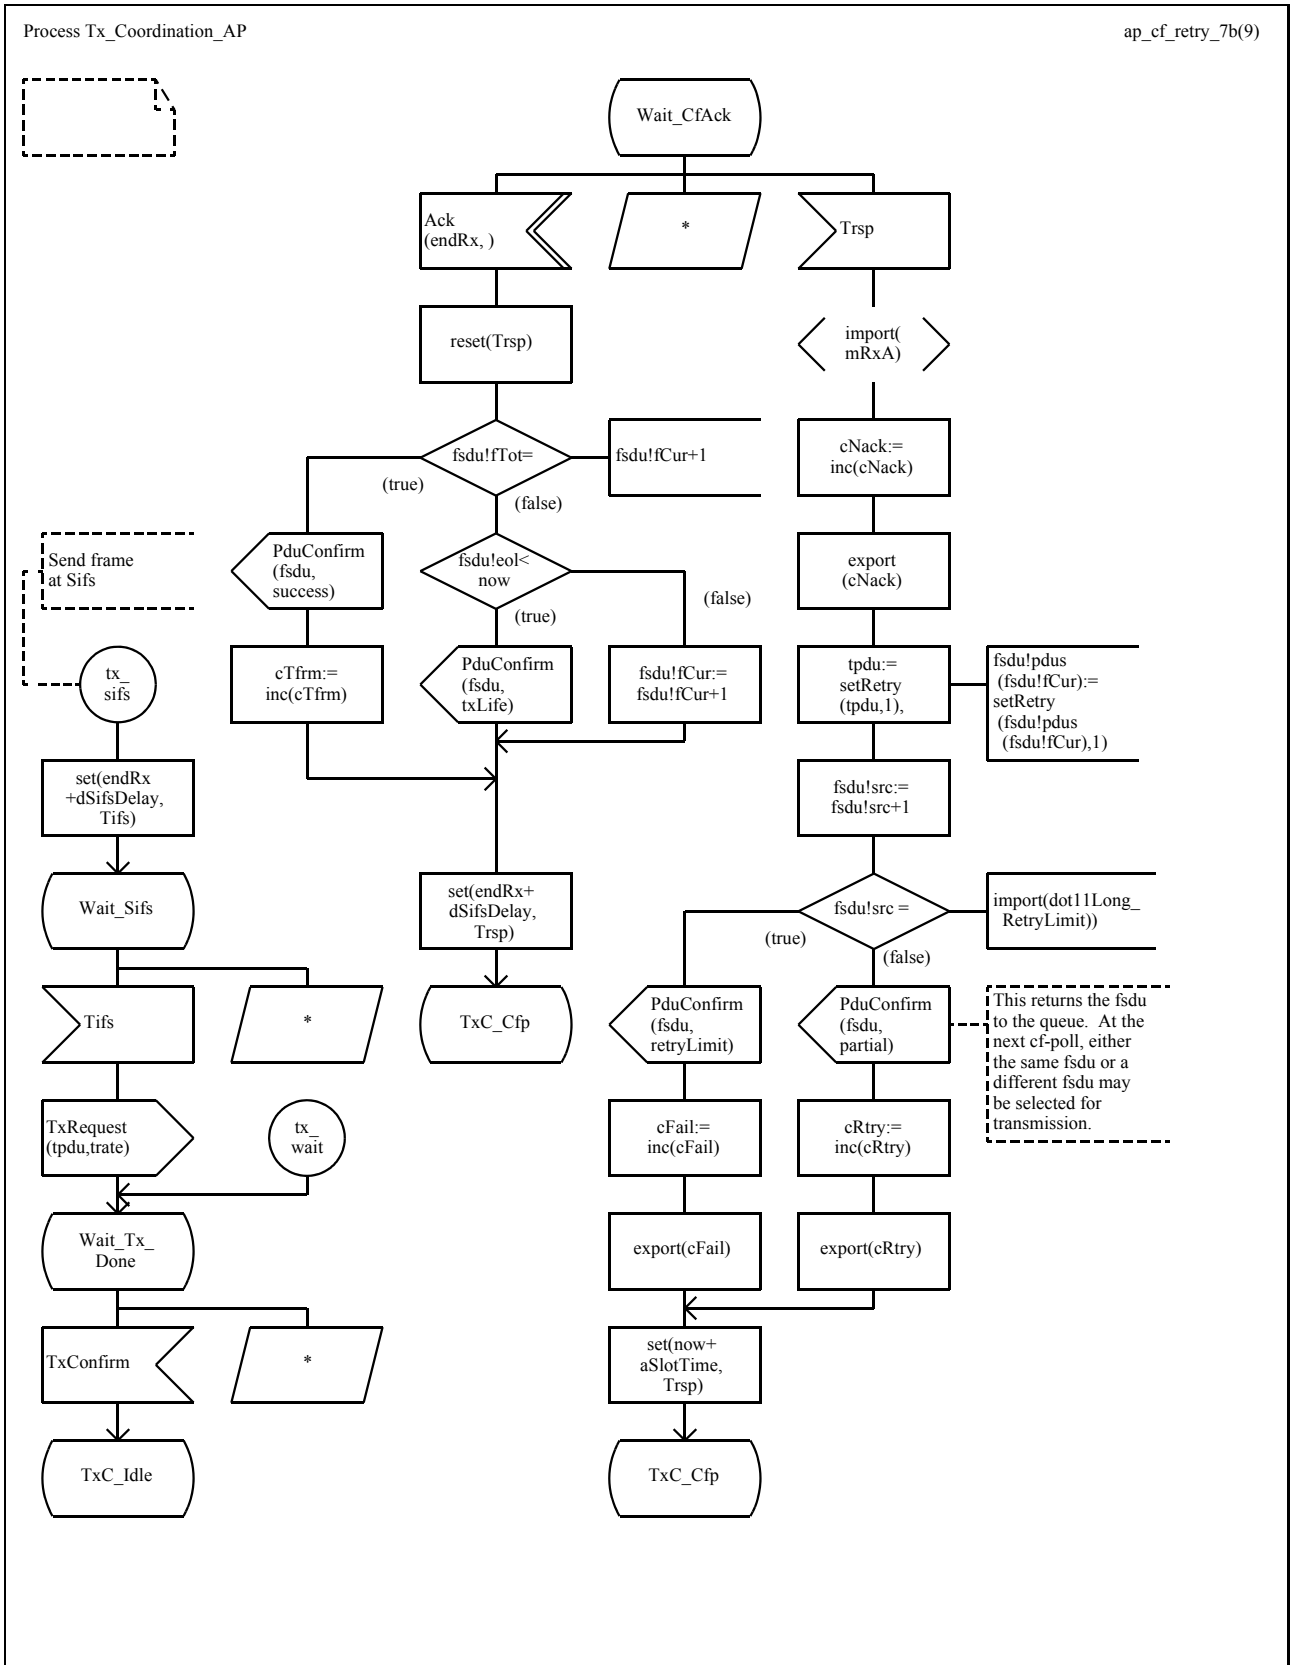 Process Tx_Coordination_AP
ap_cf_retry_7b(9)
Wait_CfAck
Ack
(endRx, )
*
Trsp
reset(Trsp)
import(
mRxA)
fsdu!fTot=
fsdu!fCur+1
(true)
(false)
cNack:=
inc(cNack)
Send frame
at Sifs
PduConfirm
(fsdu,
success)
fsdu!eol<
now
(true)
(false)
export
(cNack)
tx_
sifs
cTfrm:=
inc(cTfrm)
PduConfirm
(fsdu,
txLife)
fsdu!fCur:=
fsdu!fCur+1
tpdu:=
setRetry
(tpdu,1),
fsdu!pdus
(fsdu!fCur):=
setRetry
(fsdu!pdus
(fsdu!fCur),1)
set(endRx
+dSifsDelay,
Tifs)
fsdu!src:=
fsdu!src+1
Wait_Sifs
set(endRx+
dSifsDelay,
Trsp)
fsdu!src =
import(dot11Long_
RetryLimit))
(true)
(false)
Tifs
*
TxC_Cfp
PduConfirm
(fsdu,
retryLimit)
PduConfirm
(fsdu,
partial)
This returns the fsdu
to the queue.  At the
next cf-poll, either
the same fsdu or a
different fsdu may
be selected for
transmission.
TxRequest
(tpdu,trate)
tx_
wait
cFail:=
inc(cFail)
cRtry:=
inc(cRtry)
Wait_Tx_
Done
export(cFail)
export(cRtry)
TxConfirm
*
set(now+
aSlotTime,
Trsp)
TxC_Idle
TxC_Cfp